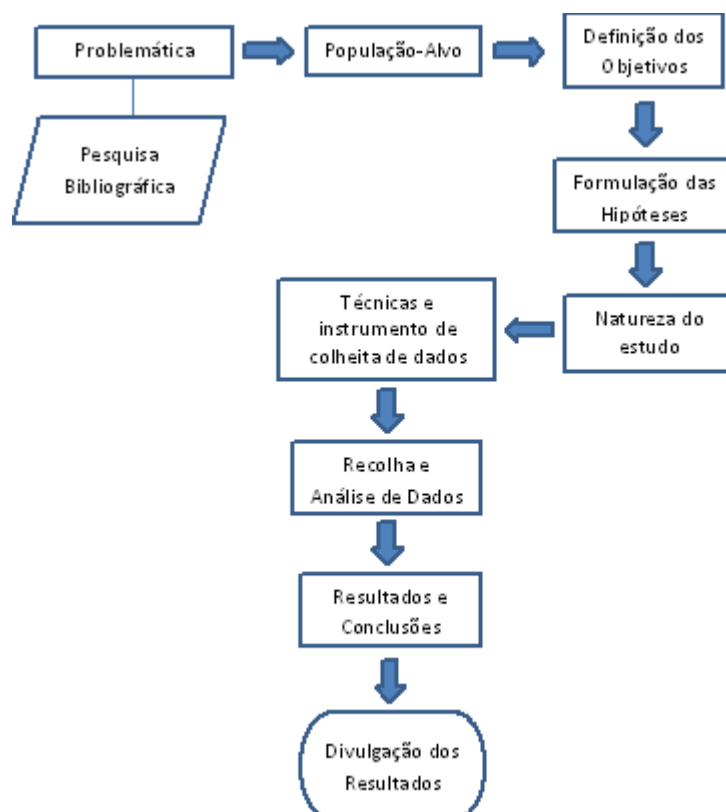 Problemática
População-Alvo
Definição dos
Objetivos
Pesquisa
Bibliográfica
Formulação das
Hipóteses
Natureza do
estudo
Técnicas e
instrumento de
colheita de dados
Recolha e
Análise de Dados
Resultados e
Conclusões
Divulgação dos
Resultados